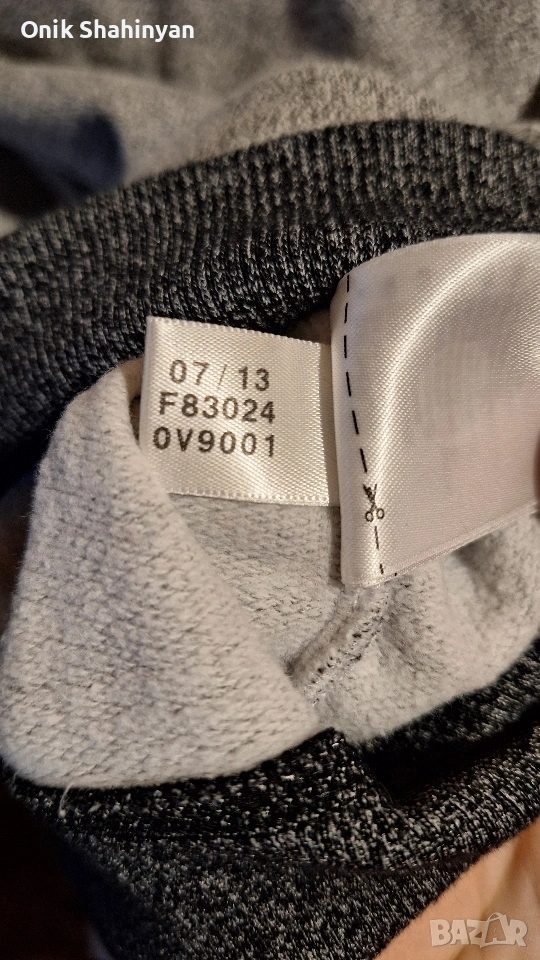 Onik Shahinyan
07 / 13
F83024
0V9001
BAZAR